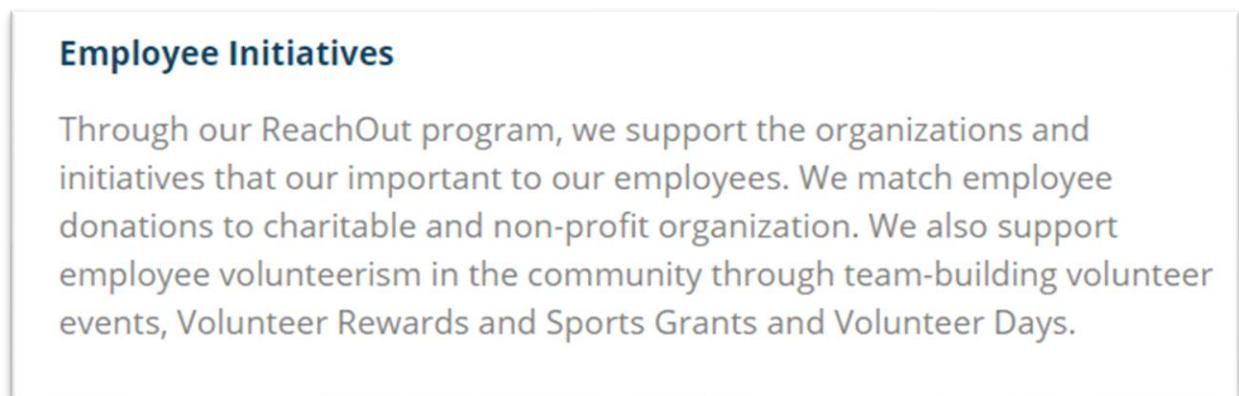 Employee Initiatives
Through our ReachOut program, we support the organizations and
initiatives that our important to our employees. We match employee
donations to charitable and non-profit organization. We also support
employee volunteerism in the community through team-building volunteer
events, Volunteer Rewards and Sports Grants and Volunteer Days.